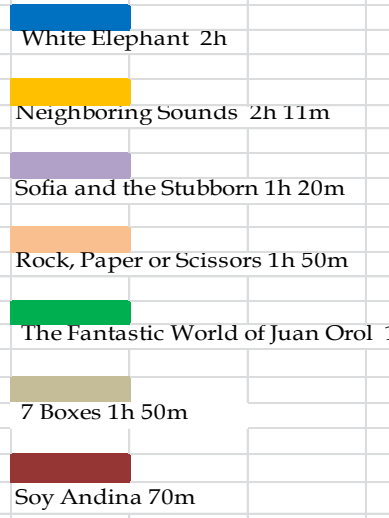 White Elephant 2h
Neighboring Sounds 2h 11m
Sofia and the Stubborn 1h 20m
Rock, Paper or Scissors 1h 50m
The Fantastic World of Juan Orol
7 Boxes 1h 50m
Soy Andina 70m